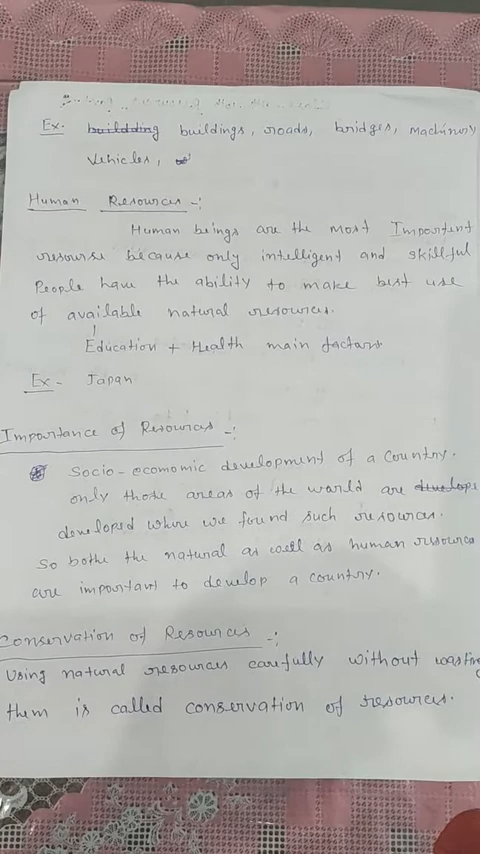 Ex. buildding buildings, roads, bridges, Machinery
Vehicles,
Human Resources -:
Human beings are the most Important
resourse because only intelligent and skillful
People have the ability to make best use
of available natural resources.
Education + Health main factors
Ex - Japan
Importance of Resources -:
Socio-ecomomic development of a country.
only those areas of the world are develope
developed where we found such resources.
So bothe the natural as well as human resource
are important to develop a country.
Conservation of Resources -:
Using natural resources carefully without wasting
them is called conservation of resources.